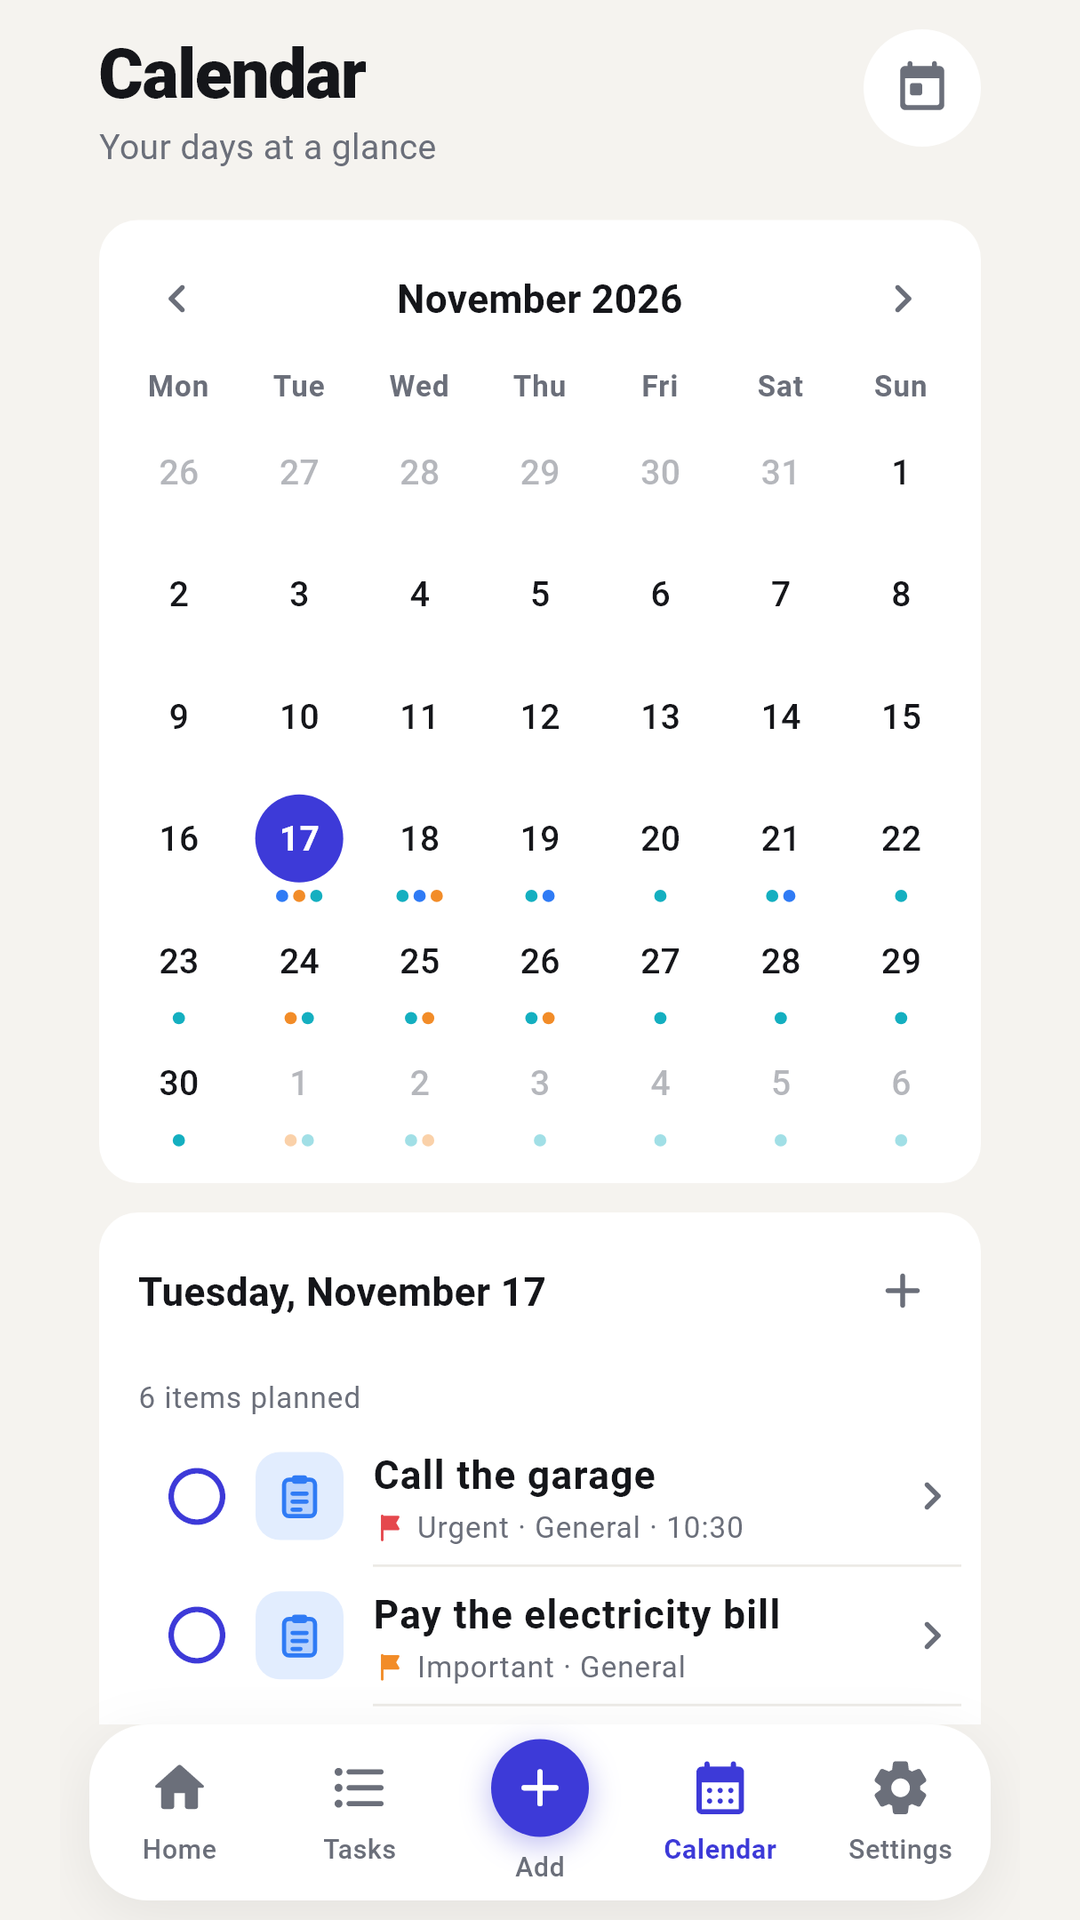 Calendar
Your days at a glance
November 2026
Mon Tue Wed Thu Fri Sat Sun
26 27 28 29 30 31 1
2 3 4 5 6 7 8
9 10 11 12 13 14 15
16 17 18 19 20 21 22
23 24 25 26 27 28 29
30 1 2 3 4 5 6
Tuesday, November 17
6 items planned
Call the garage
Urgent · General · 10:30
Pay the electricity bill
Important · General
Home Tasks Add Calendar Settings